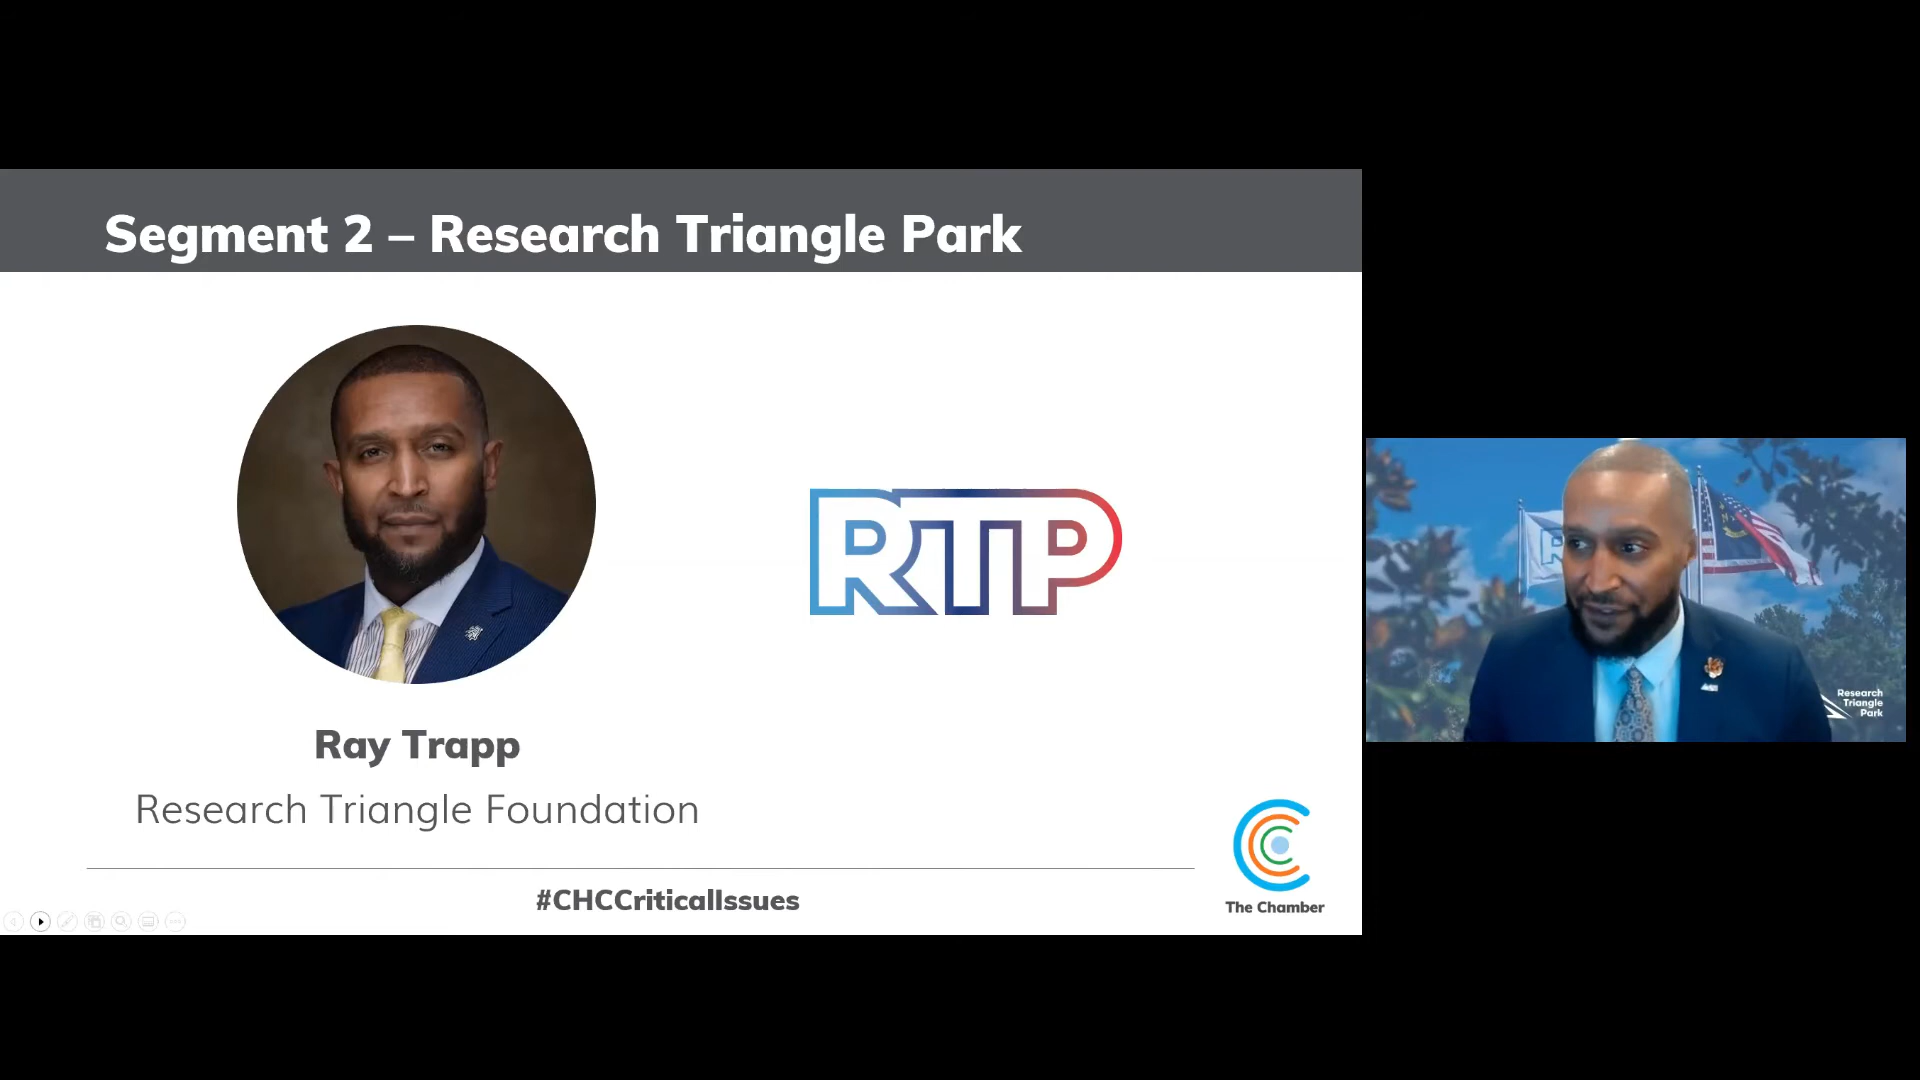 Segment 2 – Research Triangle Park
RTP
Ray Trapp
Research Triangle Foundation
#CHCCriticalIssues
The Chamber
R
Research
Triangle
Park